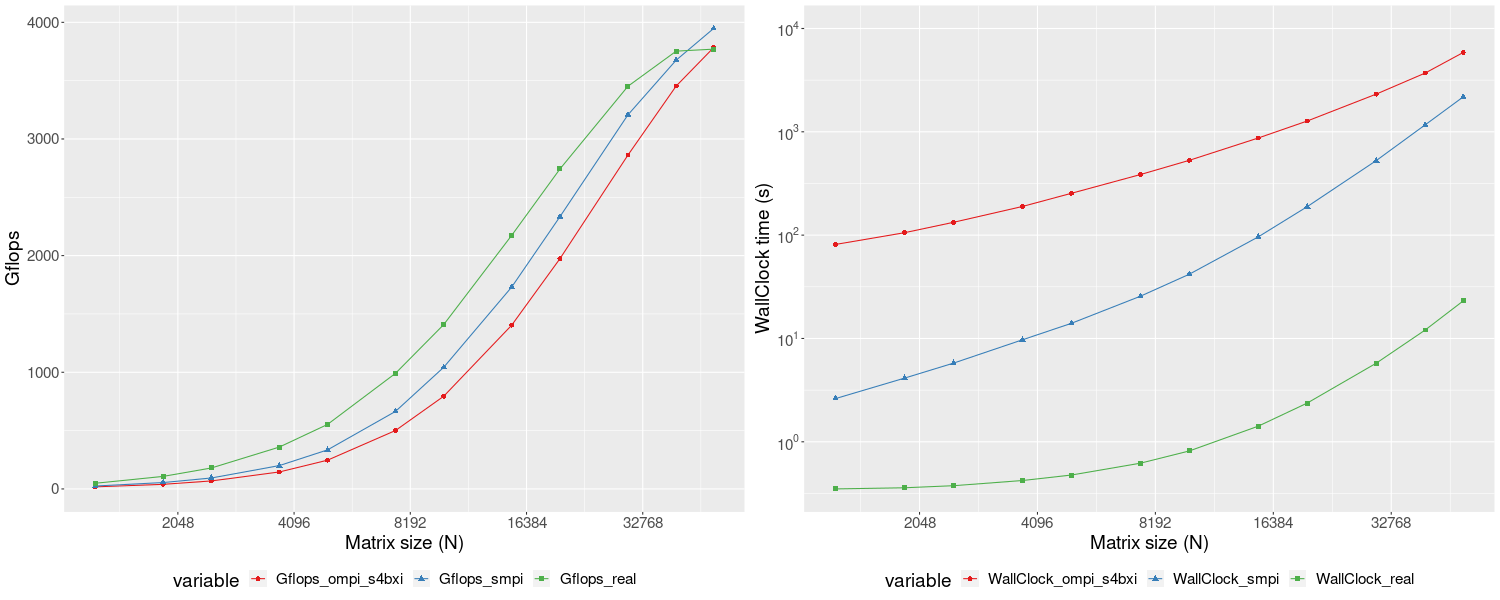 4000
3000
2000
1000
0
Gflops
2048 4096 8192 16384 32768
Matrix size (N)
variable Gflops_ompi_s4bxi Gflops_smpi Gflops_real
10^4
10^3
10^2
10^1
10^0
WallClock time (s)
2048 4096 8192 16384 32768
Matrix size (N)
variable WallClock_ompi_s4bxi WallClock_smpi WallClock_real